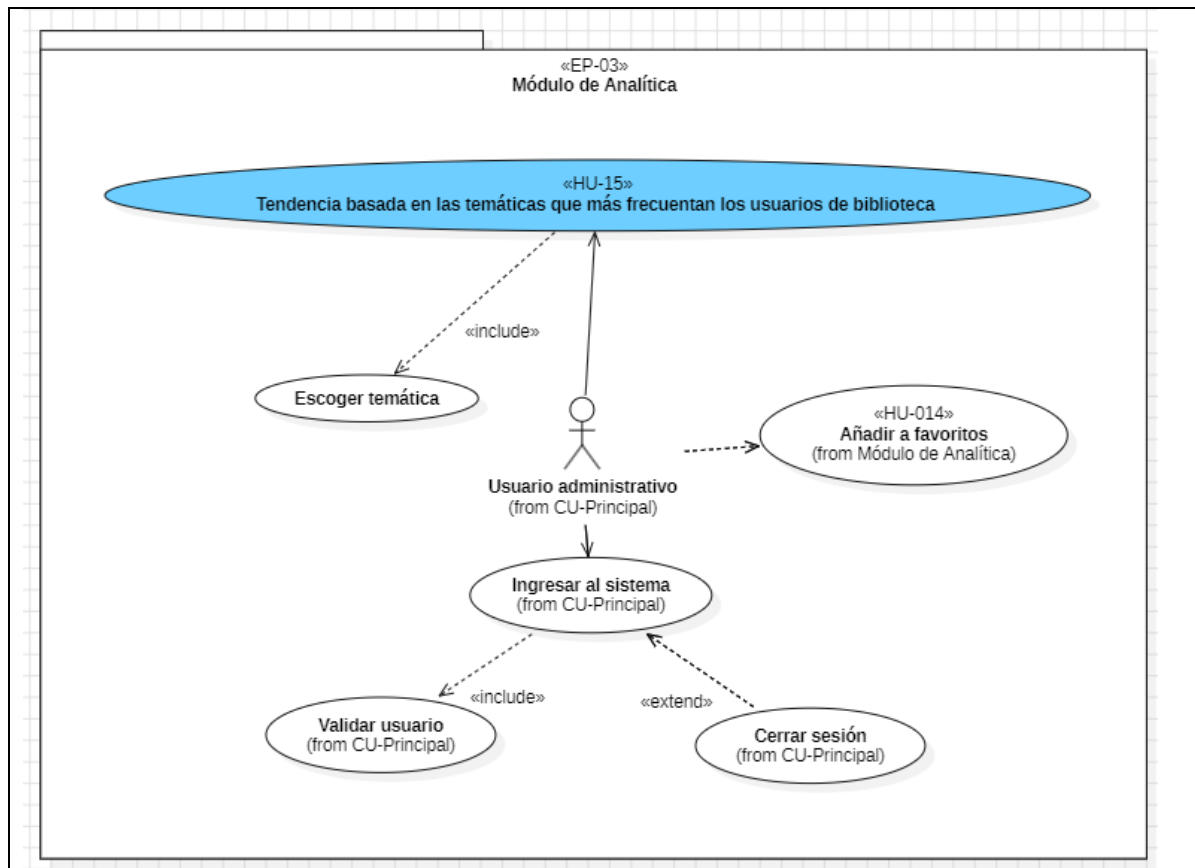 «EP-03»
Módulo de Analítica
«HU-15»
Tendencia basada en las temáticas que más frecuentan los usuarios de biblioteca
«include»
Escoger temática
«HU-014»
Añadir a favoritos
(from Módulo de Analítica)
Usuario administrativo
(from CU-Principal)
Ingresar al sistema
(from CU-Principal)
«include»
«extend»
Validar usuario
(from CU-Principal)
Cerrar sesión
(from CU-Principal)